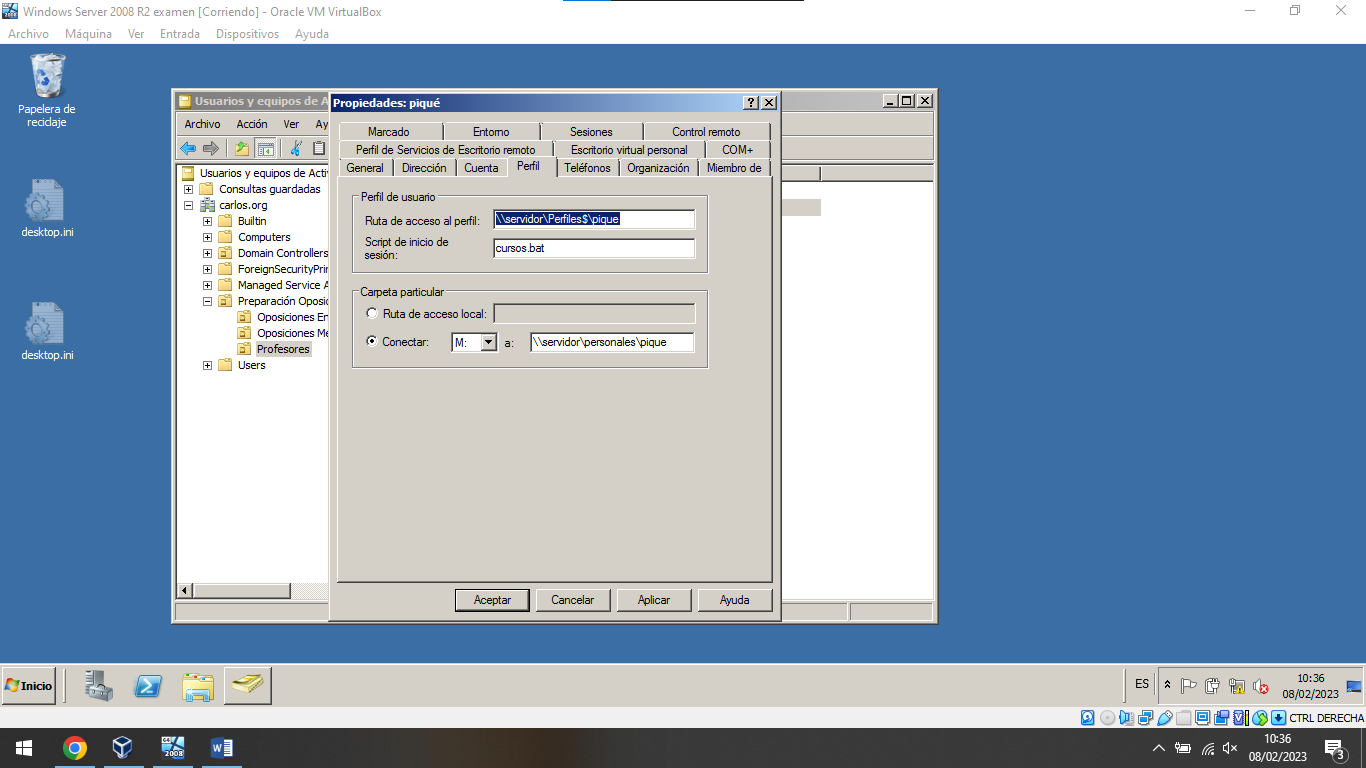 Windows Server 2008 R2 examen [Corriendo] - Oracle VM VirtualBox
Archivo Máquina Ver Entrada Dispositivos Ayuda
Papelera de
reciclaje
desktop.ini
desktop.ini
Usuarios y equipos de A
Archivo Acción Ver Ay
Usuarios y equipos de Acti
Consultas guardadas
carlos.org
Builtin
Computers
Domain Controllers
ForeignSecurityPrin
Managed Service A
Preparación Oposi
Oposiciones En
Oposiciones Me
Profesores
Users
Propiedades: piqué
Marcado Entorno Sesiones Control remoto
Perfil de Servicios de Escritorio remoto Escritorio virtual personal COM+
General Dirección Cuenta Perfil Teléfonos Organización Miembro de
Perfil de usuario
Ruta de acceso al perfil: \\servidor\Perfiles$\pique
Script de inicio de
sesión: cursos.bat
Carpeta particular
Ruta de acceso local:
Conectar: M: a: \\servidor\personales\pique
Aceptar Cancelar Aplicar Ayuda
Inicio ES 10:36
08/02/2023
CTRL DERECHA
10:36
08/02/2023
3